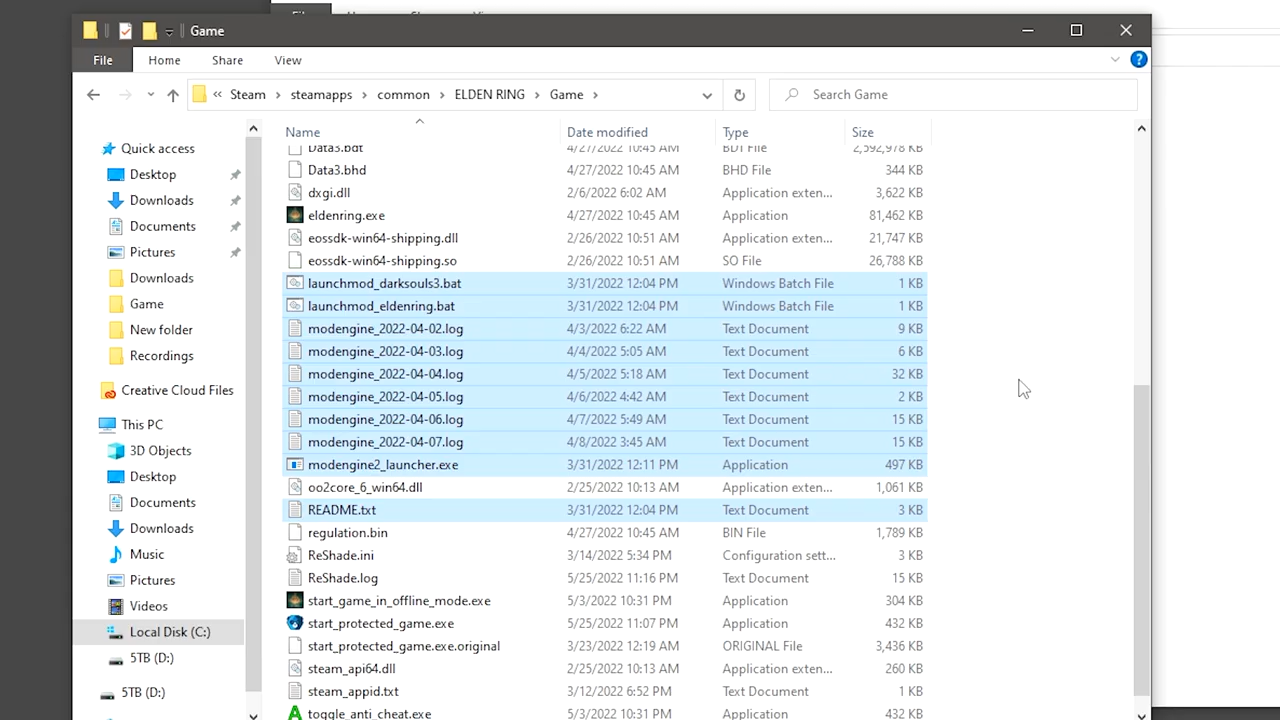 Game
File Home Share View
« Steam > steamapps > common > ELDEN RING > Game > Search Game
Name Date modified Type Size
Data3.bdt 4/27/2022 10:45 AM BDT File 2,592,978 KB
Data3.bhd 4/27/2022 10:45 AM BHD File 344 KB
dxgi.dll 2/6/2022 6:02 AM Application exten... 3,622 KB
eldenring.exe 4/27/2022 10:45 AM Application 81,462 KB
eossdk-win64-shipping.dll 2/26/2022 10:51 AM Application exten... 21,747 KB
eossdk-win64-shipping.so 2/26/2022 10:51 AM SO File 26,788 KB
launchmod_darksouls3.bat 3/31/2022 12:04 PM Windows Batch File 1 KB
launchmod_eldenring.bat 3/31/2022 12:04 PM Windows Batch File 1 KB
modengine_2022-04-02.log 4/3/2022 6:22 AM Text Document 9 KB
modengine_2022-04-03.log 4/4/2022 5:05 AM Text Document 6 KB
modengine_2022-04-04.log 4/5/2022 5:18 AM Text Document 32 KB
modengine_2022-04-05.log 4/6/2022 4:42 AM Text Document 2 KB
modengine_2022-04-06.log 4/7/2022 5:49 AM Text Document 15 KB
modengine_2022-04-07.log 4/8/2022 3:45 AM Text Document 15 KB
modengine2_launcher.exe 3/31/2022 12:11 PM Application 497 KB
oo2core_6_win64.dll 2/25/2022 10:13 AM Application exten... 1,061 KB
README.txt 3/31/2022 12:04 PM Text Document 3 KB
regulation.bin 4/27/2022 10:45 AM BIN File 1,789 KB
ReShade.ini 3/14/2022 5:34 PM Configuration sett... 3 KB
ReShade.log 5/25/2022 11:16 PM Text Document 15 KB
start_game_in_offline_mode.exe 5/3/2022 10:31 PM Application 304 KB
start_protected_game.exe 5/25/2022 11:07 PM Application 432 KB
start_protected_game.exe.original 3/23/2022 12:19 AM ORIGINAL File 3,436 KB
steam_api64.dll 2/25/2022 10:13 AM Application exten... 260 KB
steam_appid.txt 3/12/2022 6:52 PM Text Document 1 KB
toggle_anti_cheat.exe 5/3/2022 10:31 PM Application 432 KB
Quick access
Desktop
Downloads
Documents
Pictures
Downloads
Game
New folder
Recordings
Creative Cloud Files
This PC
3D Objects
Desktop
Documents
Downloads
Music
Pictures
Videos
Local Disk (C:)
5TB (D:)
5TB (D:)